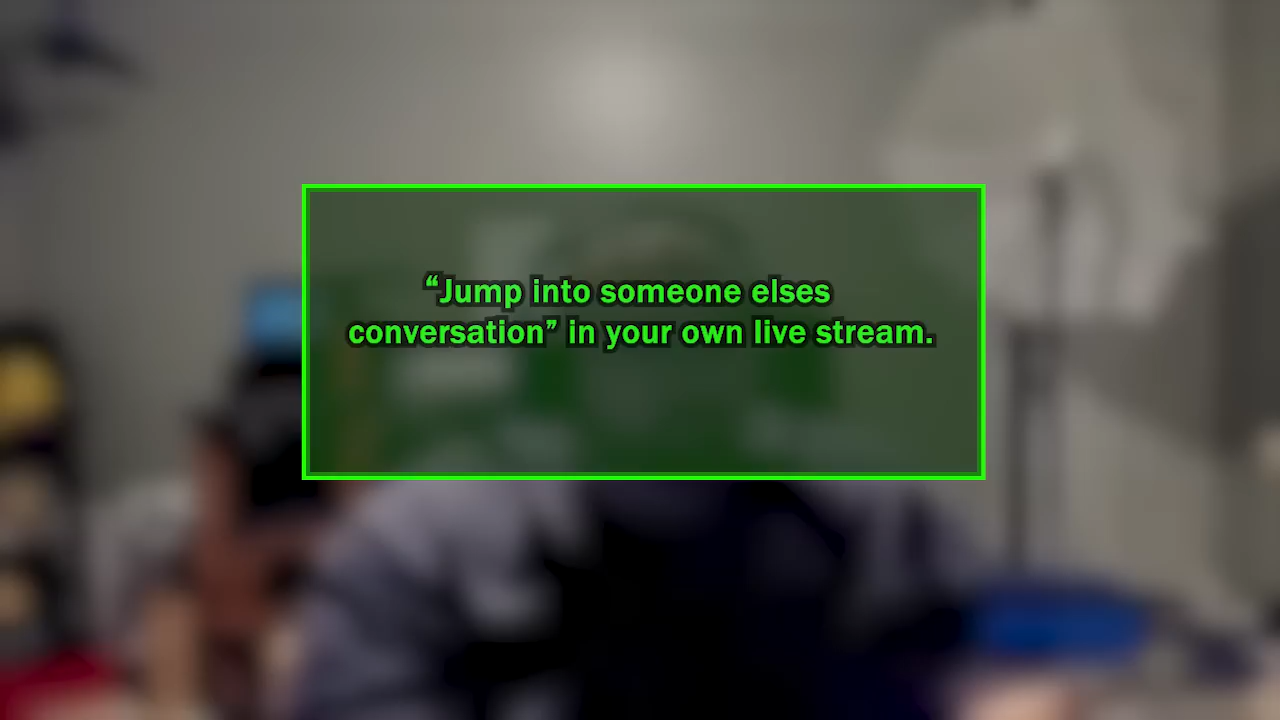 “Jump into someone elses
conversation” in your own live stream.